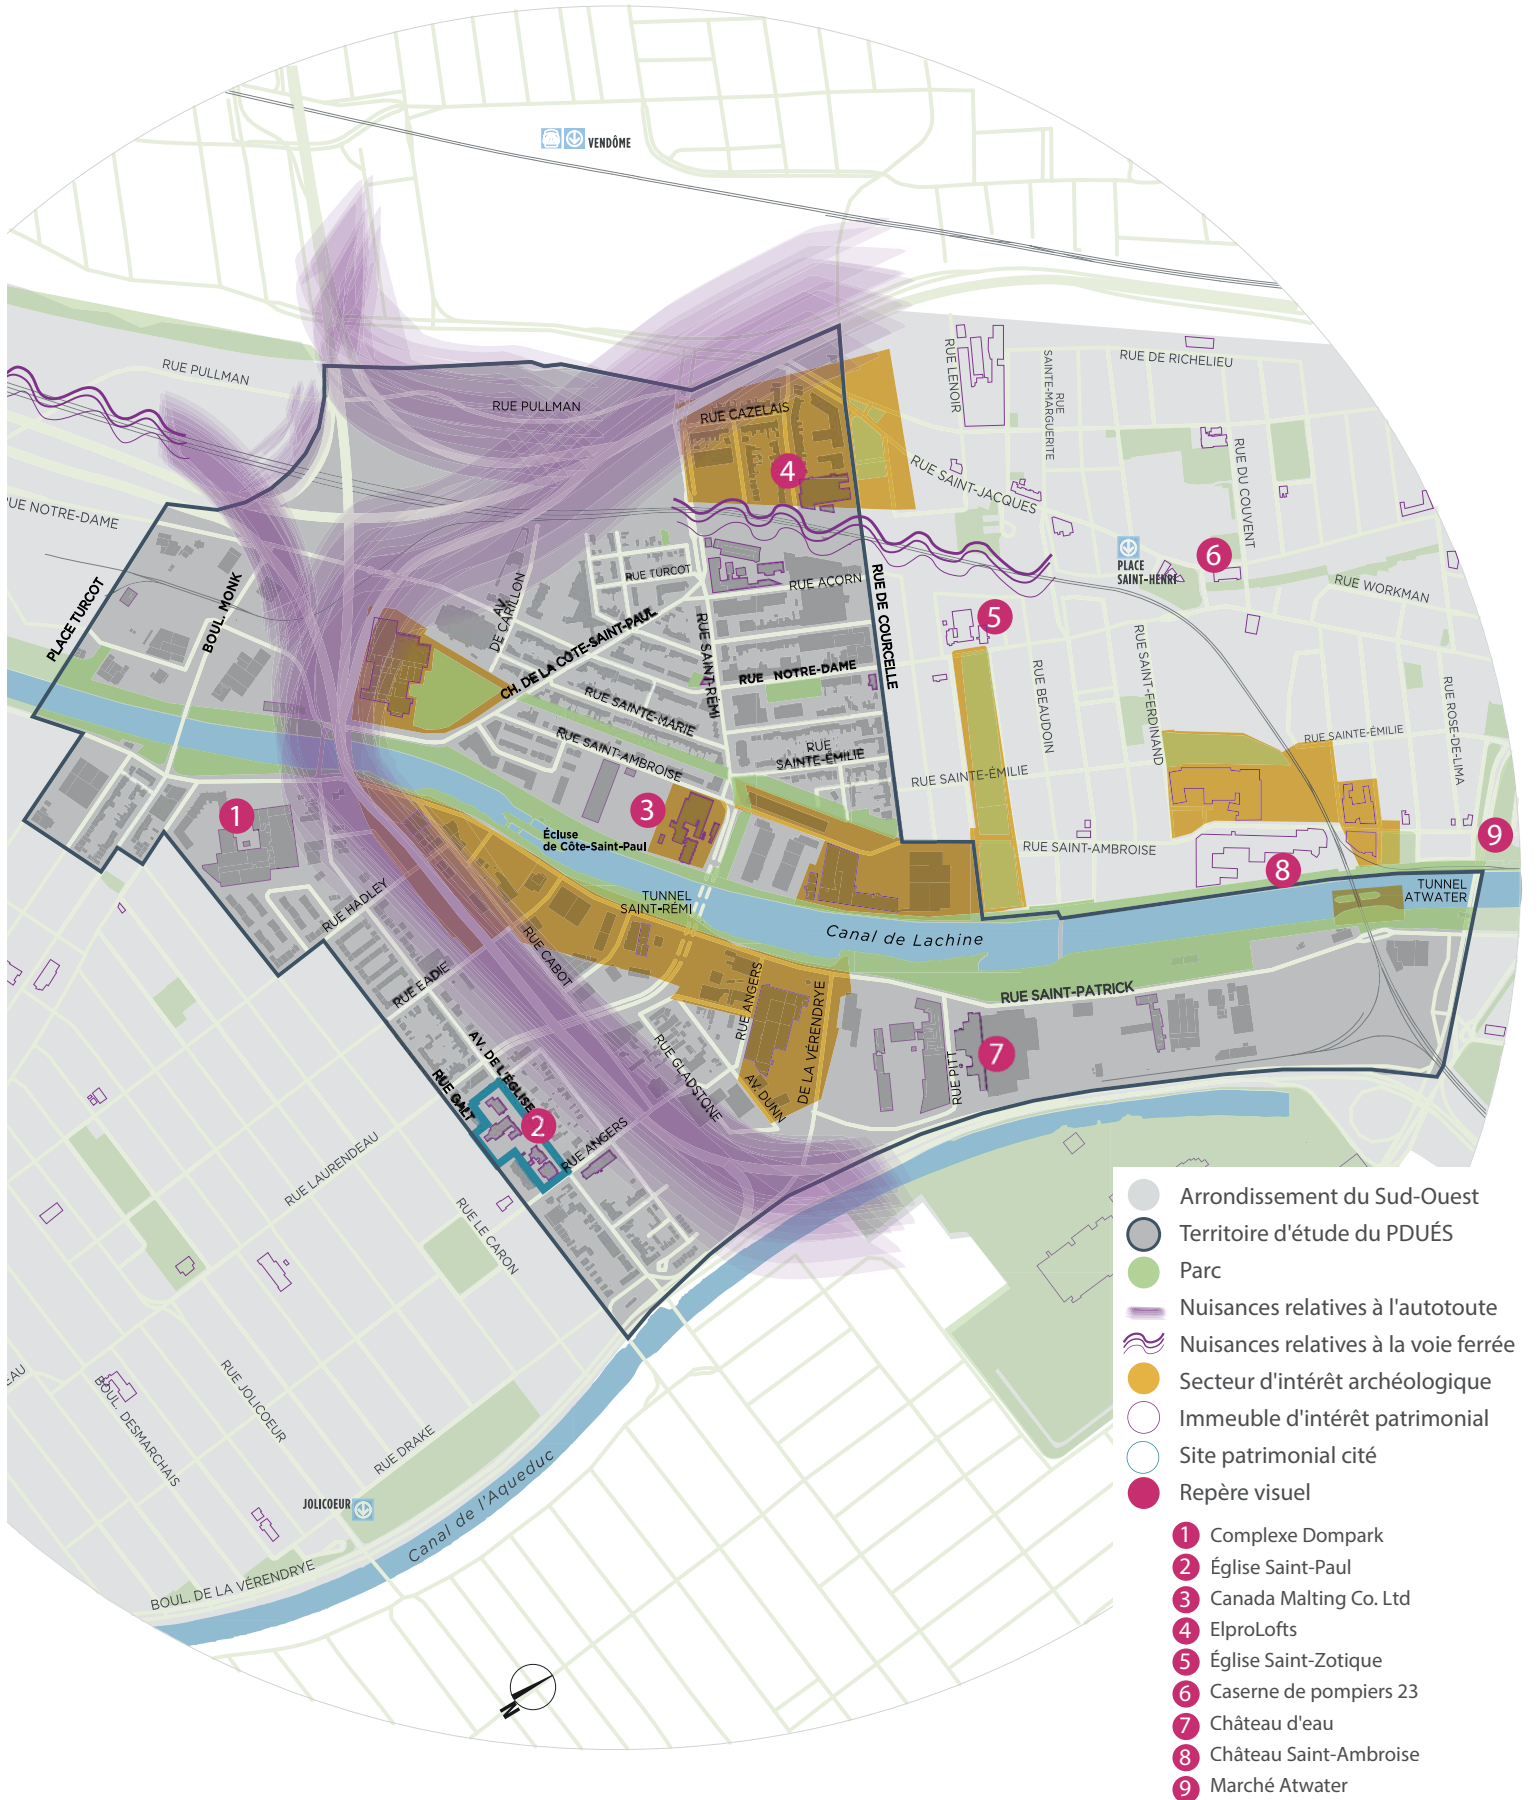 VENDÔME
RUE PULLMAN
RUE PULLMAN
RUE CAZELAIS
RUE LENOIR
RUE
SAINTE-MARGUERITE
RUE DE RICHELIEU
4
RUE SAINT-JACQUES
RUE DU COUVENT
UE NOTRE-DAME
PLACE
SAINT-HENRI
6
RUE WORKMAN
PLACE TURCOT
BOUL. MONK
AV.
DE CARILLON
RUE TURCOT
RUE ACORN
RUE DE COURCELLE
5
CH. DE LA CÔTE-SAINT-PAUL
RUE SAINT-RÉMI
RUE NOTRE-DAME
RUE BEAUDOIN
RUE SAINT-FERDINAND
RUE ROSE-DE-LIMA
RUE SAINTE-MARIE
RUE SAINT-AMBROISE
RUE
SAINTE-ÉMILIE
RUE SAINTE-ÉMILIE
RUE SAINTE-ÉMILIE
1
3
Écluse
de Côte-Saint-Paul
RUE SAINT-AMBROISE
9
8
TUNNEL
ATWATER
TUNNEL
SAINT-RÉMI
RUE HADLEY
Canal de Lachine
RUE CABOT
RUE EADIE
RUE ANGERS
DE LA VÉRENDRYE
RUE SAINT-PATRICK
AV. DE L'ÉGLISE
RUE GALT
RUE GLADSTONE
AV. DUNN
RUE PITT
7
2
RUE ANGERS
RUE LAURENDEAU
RUE LE CARON
EAU
BOUL. DESMARCHAIS
RUE JOLICOEUR
RUE DRAKE
JOLICOEUR
Canal de l'Aqueduc
BOUL. DE LA VÉRENDRYE
N
Arrondissement du Sud-Ouest
Territoire d'étude du PDUÉS
Parc
Nuisances relatives à l'autotoute
Nuisances relatives à la voie ferrée
Secteur d'intérêt archéologique
Immeuble d'intérêt patrimonial
Site patrimonial cité
Repère visuel
1 Complexe Dompark
2 Église Saint-Paul
3 Canada Malting Co. Ltd
4 ElproLofts
5 Église Saint-Zotique
6 Caserne de pompiers 23
7 Château d'eau
8 Château Saint-Ambroise
9 Marché Atwater